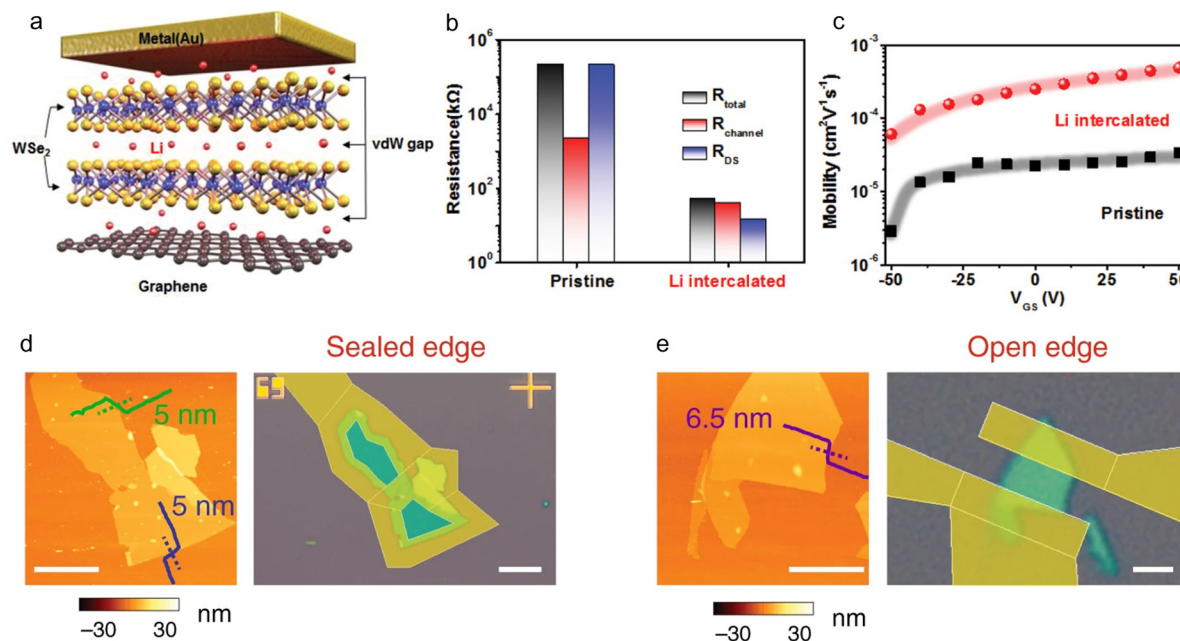 a
Metal(Au)
WSe2
Li
vdW gap
Graphene
b
10^6
10^4
10^2
10^0
Resistance(kΩ)
R_total
R_channel
R_DS
Pristine
Li intercalated
c
10^-3
10^-4
10^-5
10^-6
Mobility (cm²V⁻¹s⁻¹)
Li intercalated
Pristine
-50 -25 0 25 50
V_GS (V)
d
Sealed edge
5 nm
5 nm
−30 30 nm
e
Open edge
6.5 nm
−30 30 nm